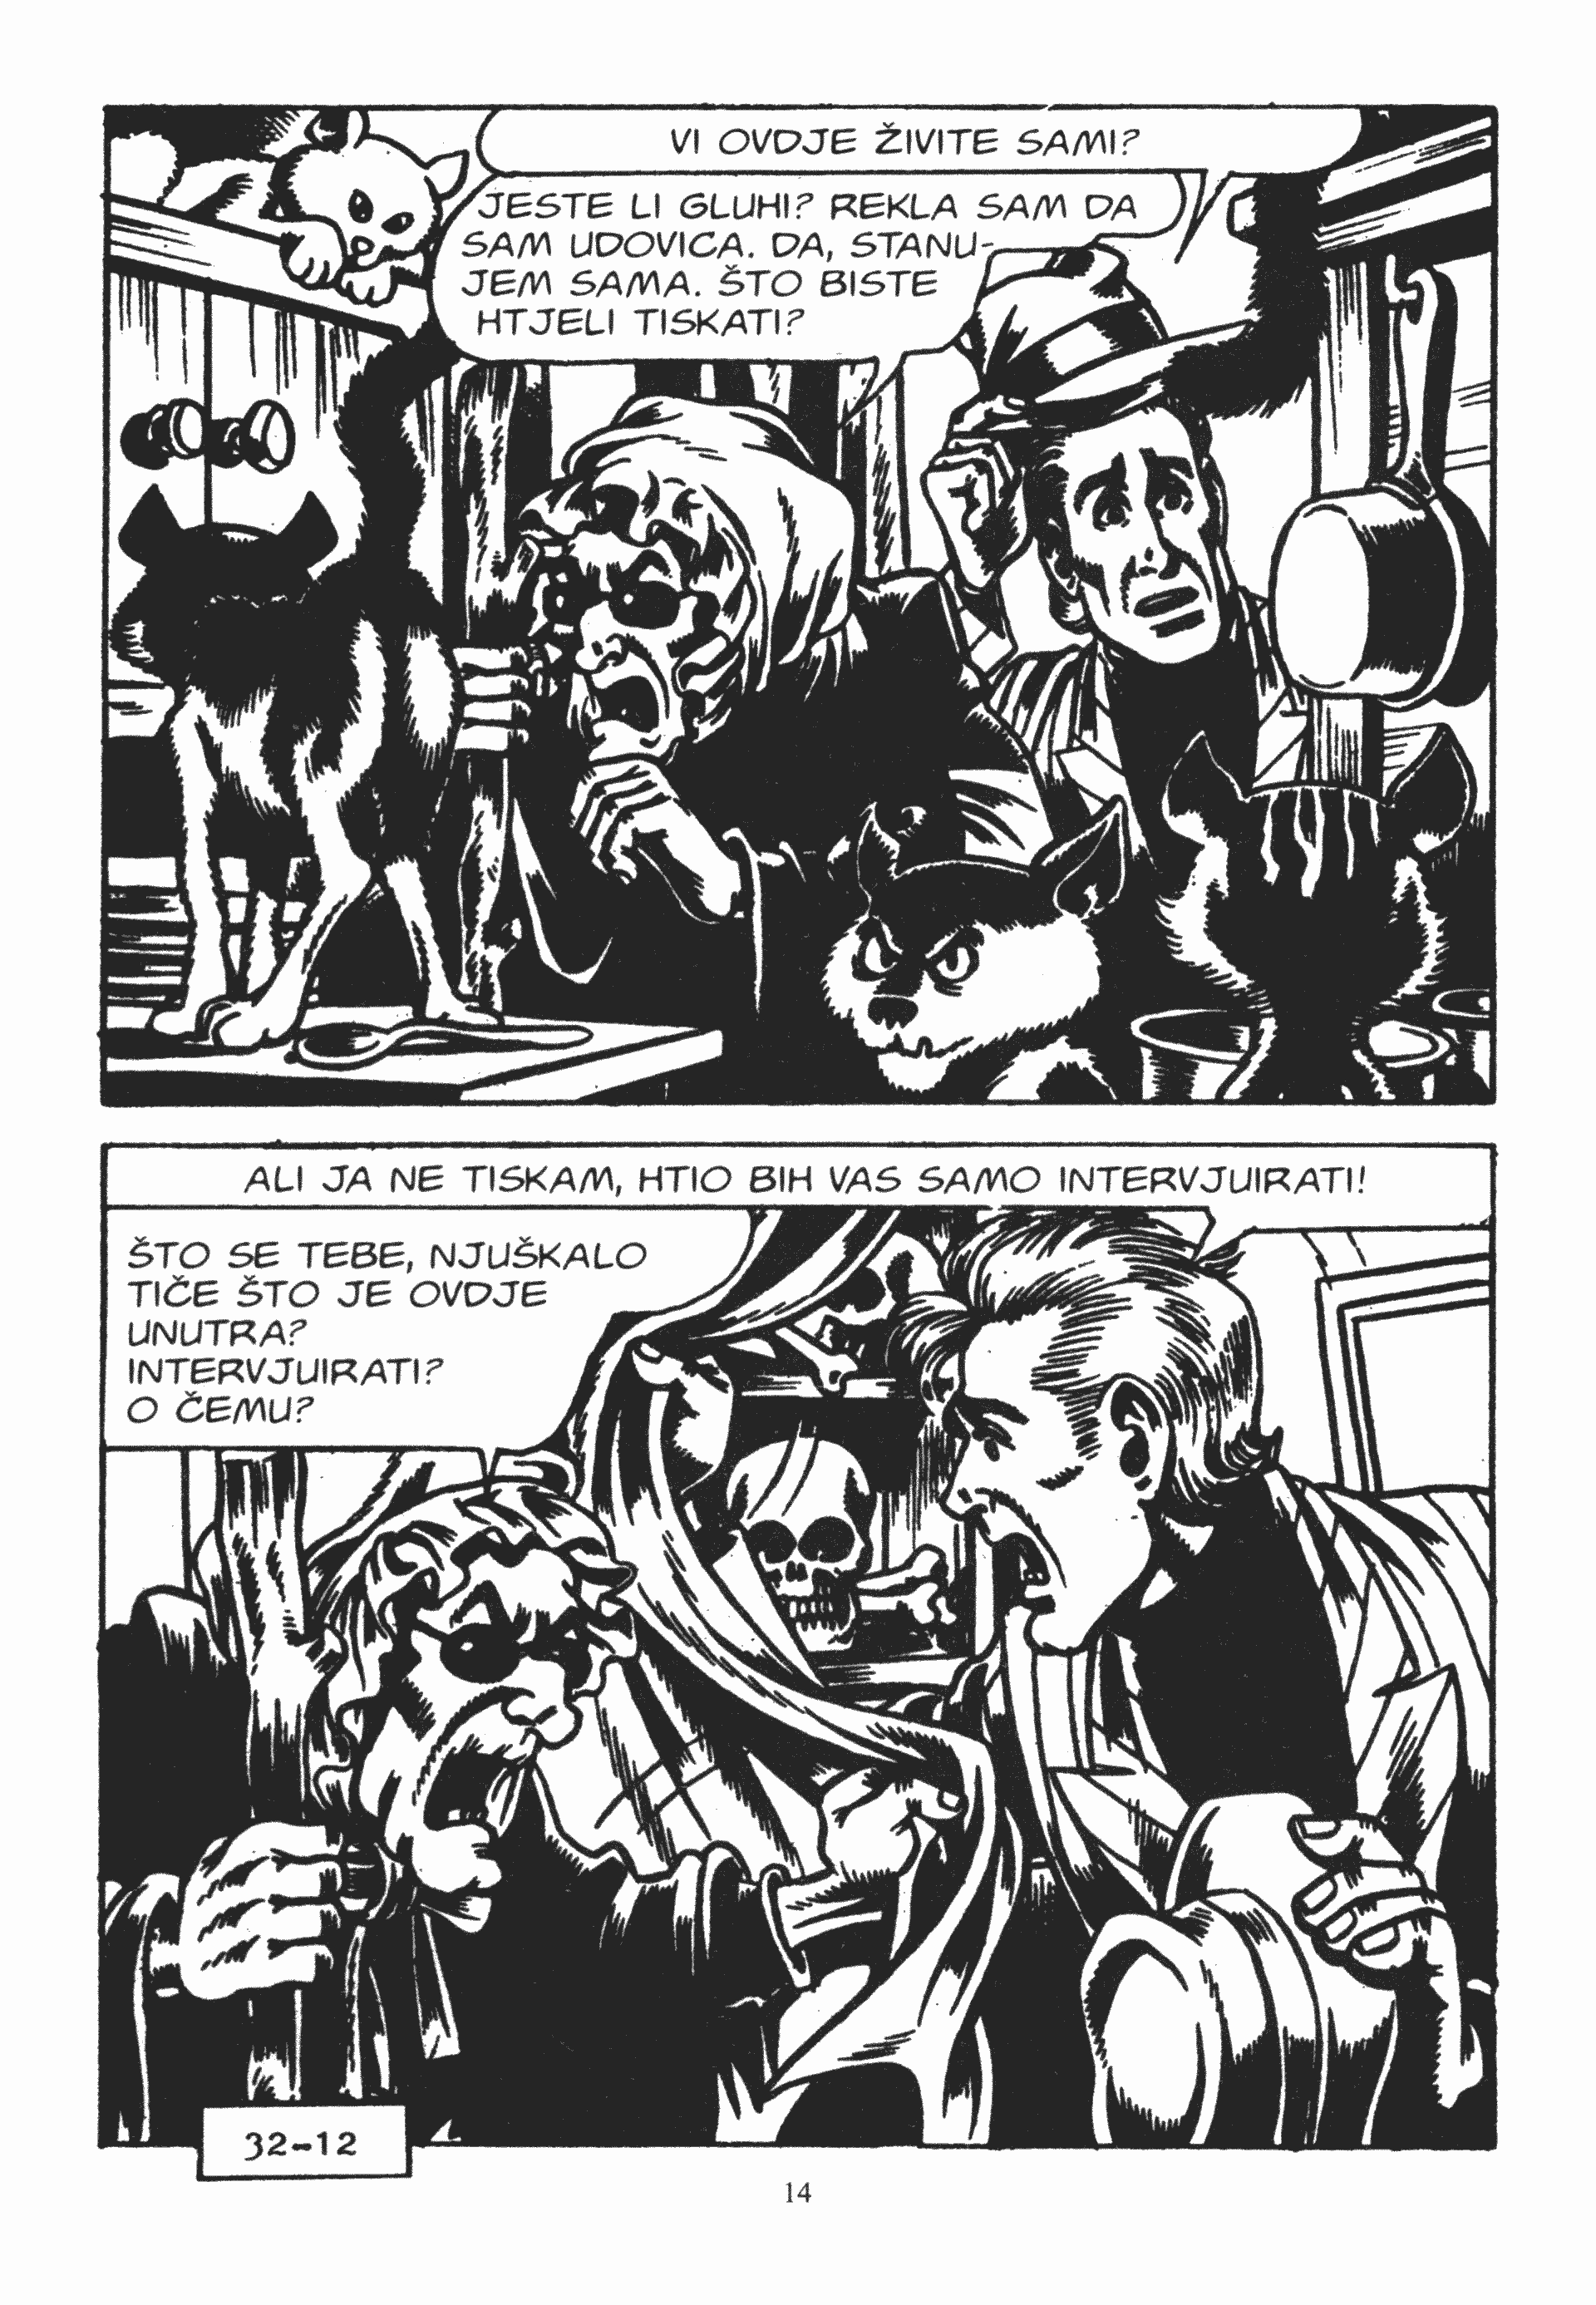 VI OVDJE ŽIVITE SAMI?
JESTE LI GLUHI? REKLA SAM DA
SAM UDOVICA. DA, STANU-
JEM SAMA. ŠTO BISTE
HTJELI TISKATI?
ALI JA NE TISKAM, HTIO BIH VAS SAMO INTERVJUIRATI!
ŠTO SE TEBE, NJUŠKALO
TIČE ŠTO JE OVDJE
UNUTRA?
INTERVJUIRATI?
O ČEMU?
32-12
14